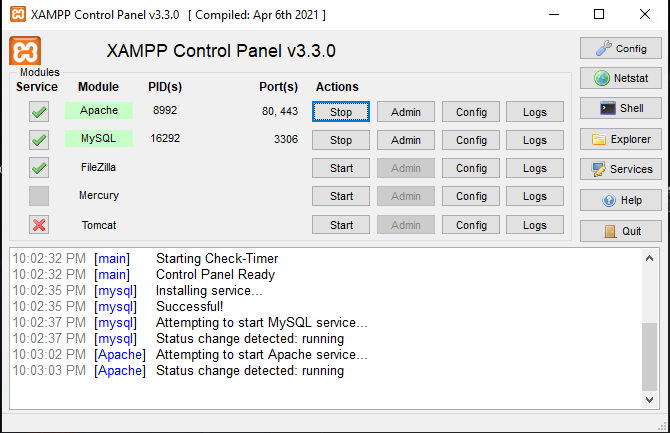 XAMPP Control Panel v3.3.0 [ Compiled: Apr 6th 2021 ]
XAMPP Control Panel v3.3.0
Config
Modules
Service Module PID(s) Port(s) Actions
Netstat
Apache 8992 80, 443 Stop Admin Config Logs
Shell
MySQL 16292 3306 Stop Admin Config Logs
Explorer
FileZilla Start Admin Config Logs
Services
Mercury Start Admin Config Logs
Help
Tomcat Start Admin Config Logs
Quit
10:02:32 PM [main] Starting Check-Timer
10:02:32 PM [main] Control Panel Ready
10:02:35 PM [mysql] Installing service...
10:02:35 PM [mysql] Successful!
10:02:37 PM [mysql] Attempting to start MySQL service...
10:02:37 PM [mysql] Status change detected: running
10:03:02 PM [Apache] Attempting to start Apache service...
10:03:03 PM [Apache] Status change detected: running